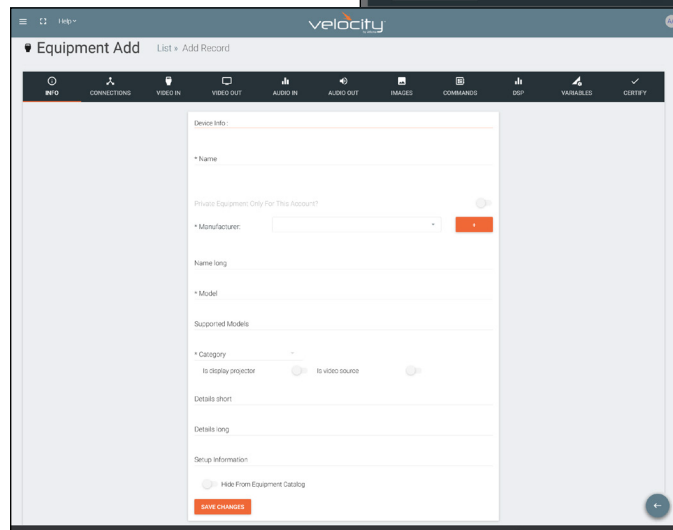 Help
velocity
Equipment Add List » Add Record
INFO CONNECTIONS VIDEO IN VIDEO OUT AUDIO IN AUDIO OUT IMAGES COMMANDS DSP VARIABLES CERTIFY
Device Info :
* Name
Private Equipment Only For This Account?
* Manufacturer:
Name long
* Model
Supported Models
* Category
Is display projector Is video source
Details short
Details long
Setup Information
Hide From Equipment Catalog
SAVE CHANGES